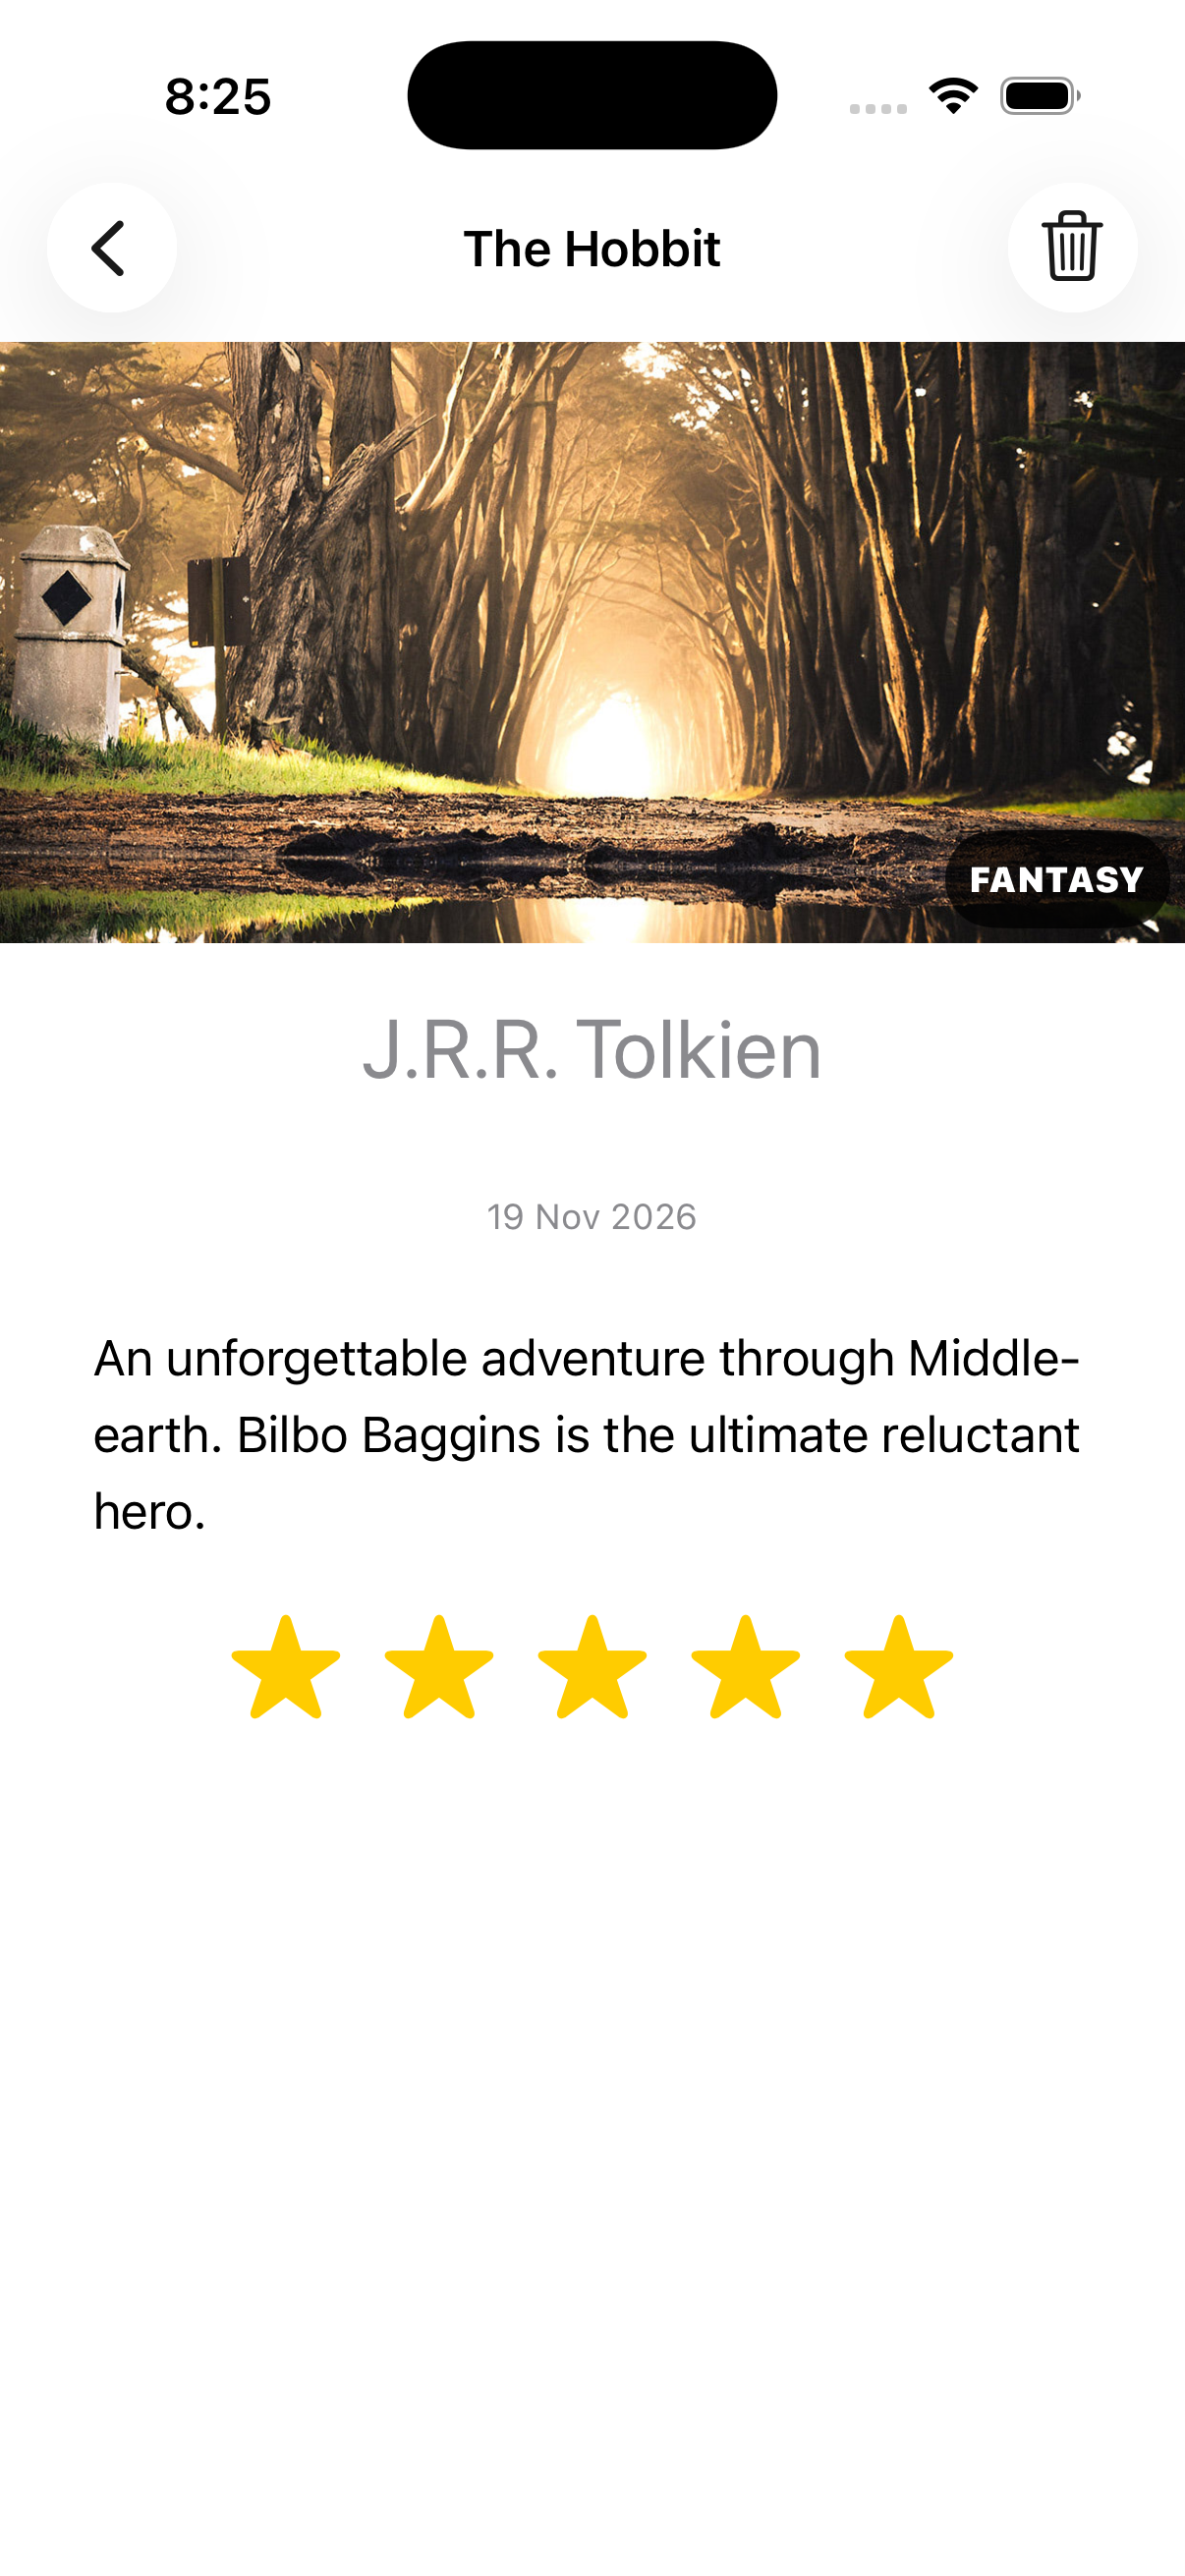 8:25
The Hobbit
FANTASY
J.R.R. Tolkien
19 Nov 2026
An unforgettable adventure through Middle-
earth. Bilbo Baggins is the ultimate reluctant
hero.